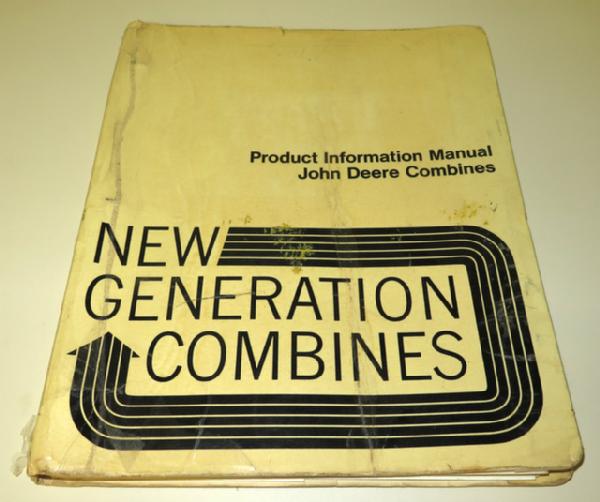 Product Information Manual
John Deere Combines
NEW
GENERATION
COMBINES